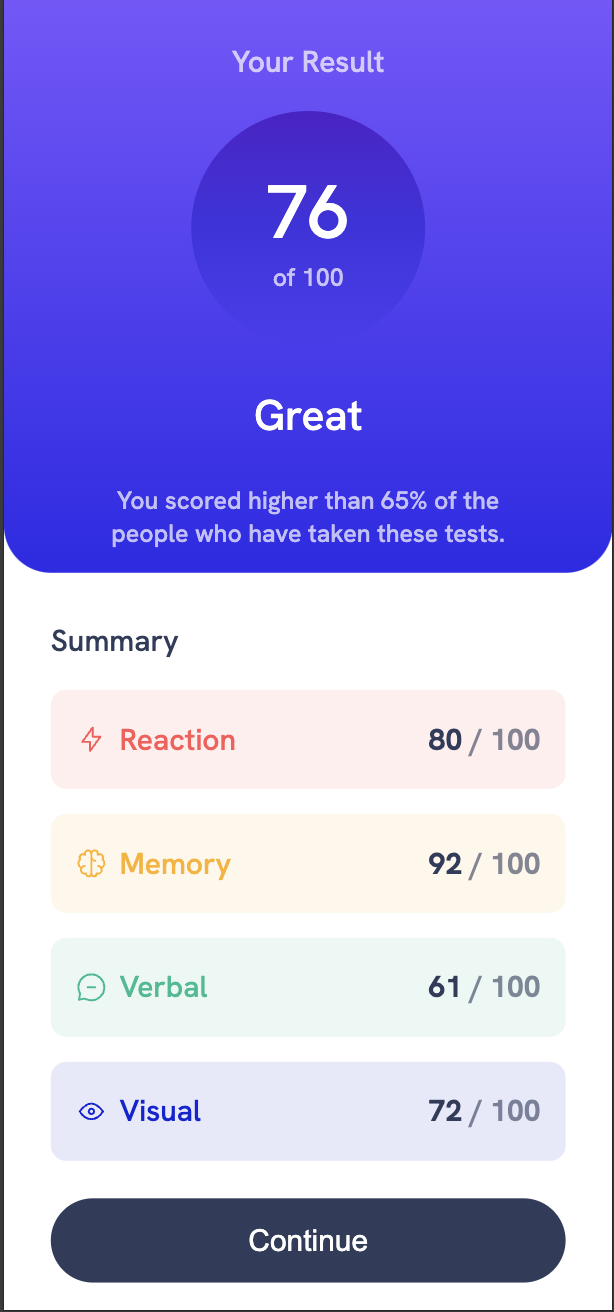 Your Result
76
of 100
Great
You scored higher than 65% of the
people who have taken these tests.
Summary
Reaction 80 / 100
Memory 92 / 100
Verbal 61 / 100
Visual 72 / 100
Continue